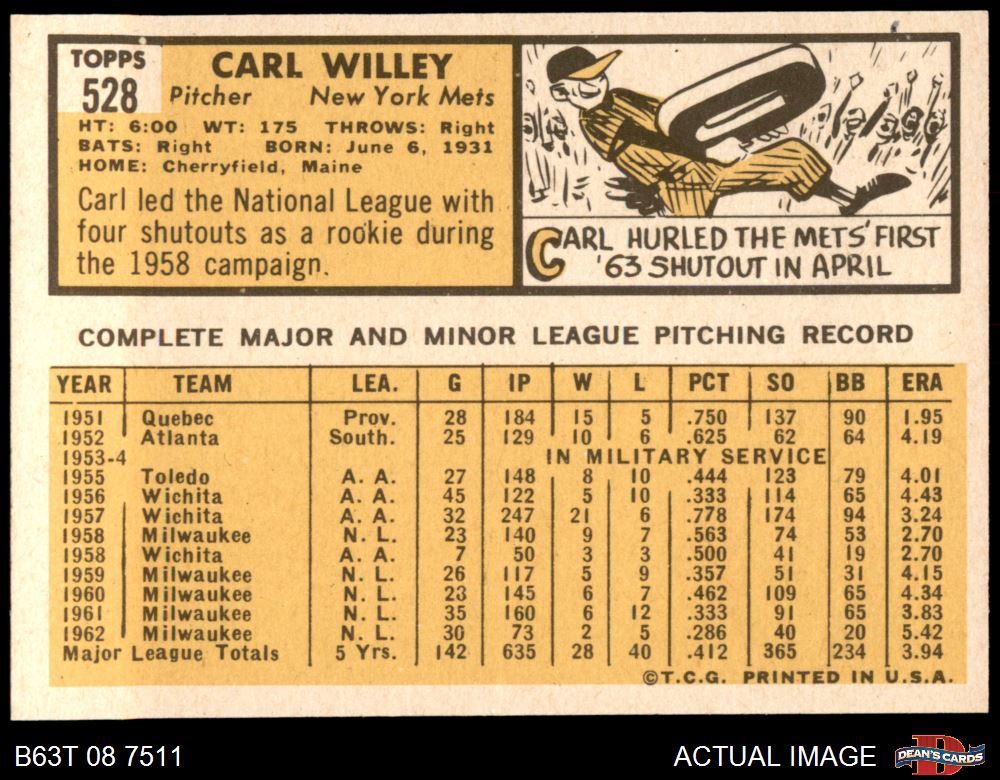 TOPPS
528
CARL WILLEY
Pitcher New York Mets
HT: 6:00 WT: 175 THROWS: Right
BATS: Right BORN: June 6, 1931
HOME: Cherryfield, Maine
Carl led the National League with
four shutouts as a rookie during
the 1958 campaign.
CARL HURLED THE METS' FIRST
'63 SHUTOUT IN APRIL
COMPLETE MAJOR AND MINOR LEAGUE PITCHING RECORD
YEAR TEAM LEA. G IP W L PCT SO BB ERA
1951 Quebec Prov. 28 184 15 5 .750 137 90 1.95
1952 Atlanta South. 25 129 10 6 .625 62 64 4.19
1953-4 IN MILITARY SERVICE
1955 Toledo A. A. 27 148 8 10 .444 123 79 4.01
1956 Wichita A. A. 45 122 5 10 .333 114 65 4.43
1957 Wichita A. A. 32 247 21 6 .778 174 94 3.24
1958 Milwaukee N. L. 23 140 9 7 .563 74 53 2.70
1958 Wichita A. A. 7 50 3 3 .500 41 19 2.70
1959 Milwaukee N. L. 26 117 5 9 .357 51 31 4.15
1960 Milwaukee N. L. 23 145 6 7 .462 109 65 4.34
1961 Milwaukee N. L. 35 160 6 12 .333 91 65 3.83
1962 Milwaukee N. L. 30 73 2 5 .286 40 20 5.42
Major League Totals 5 Yrs. 142 635 28 40 .412 365 234 3.94
©T.C.G. PRINTED IN U.S.A.
B63T 08 7511 ACTUAL IMAGE
D
DEAN'S CARDS